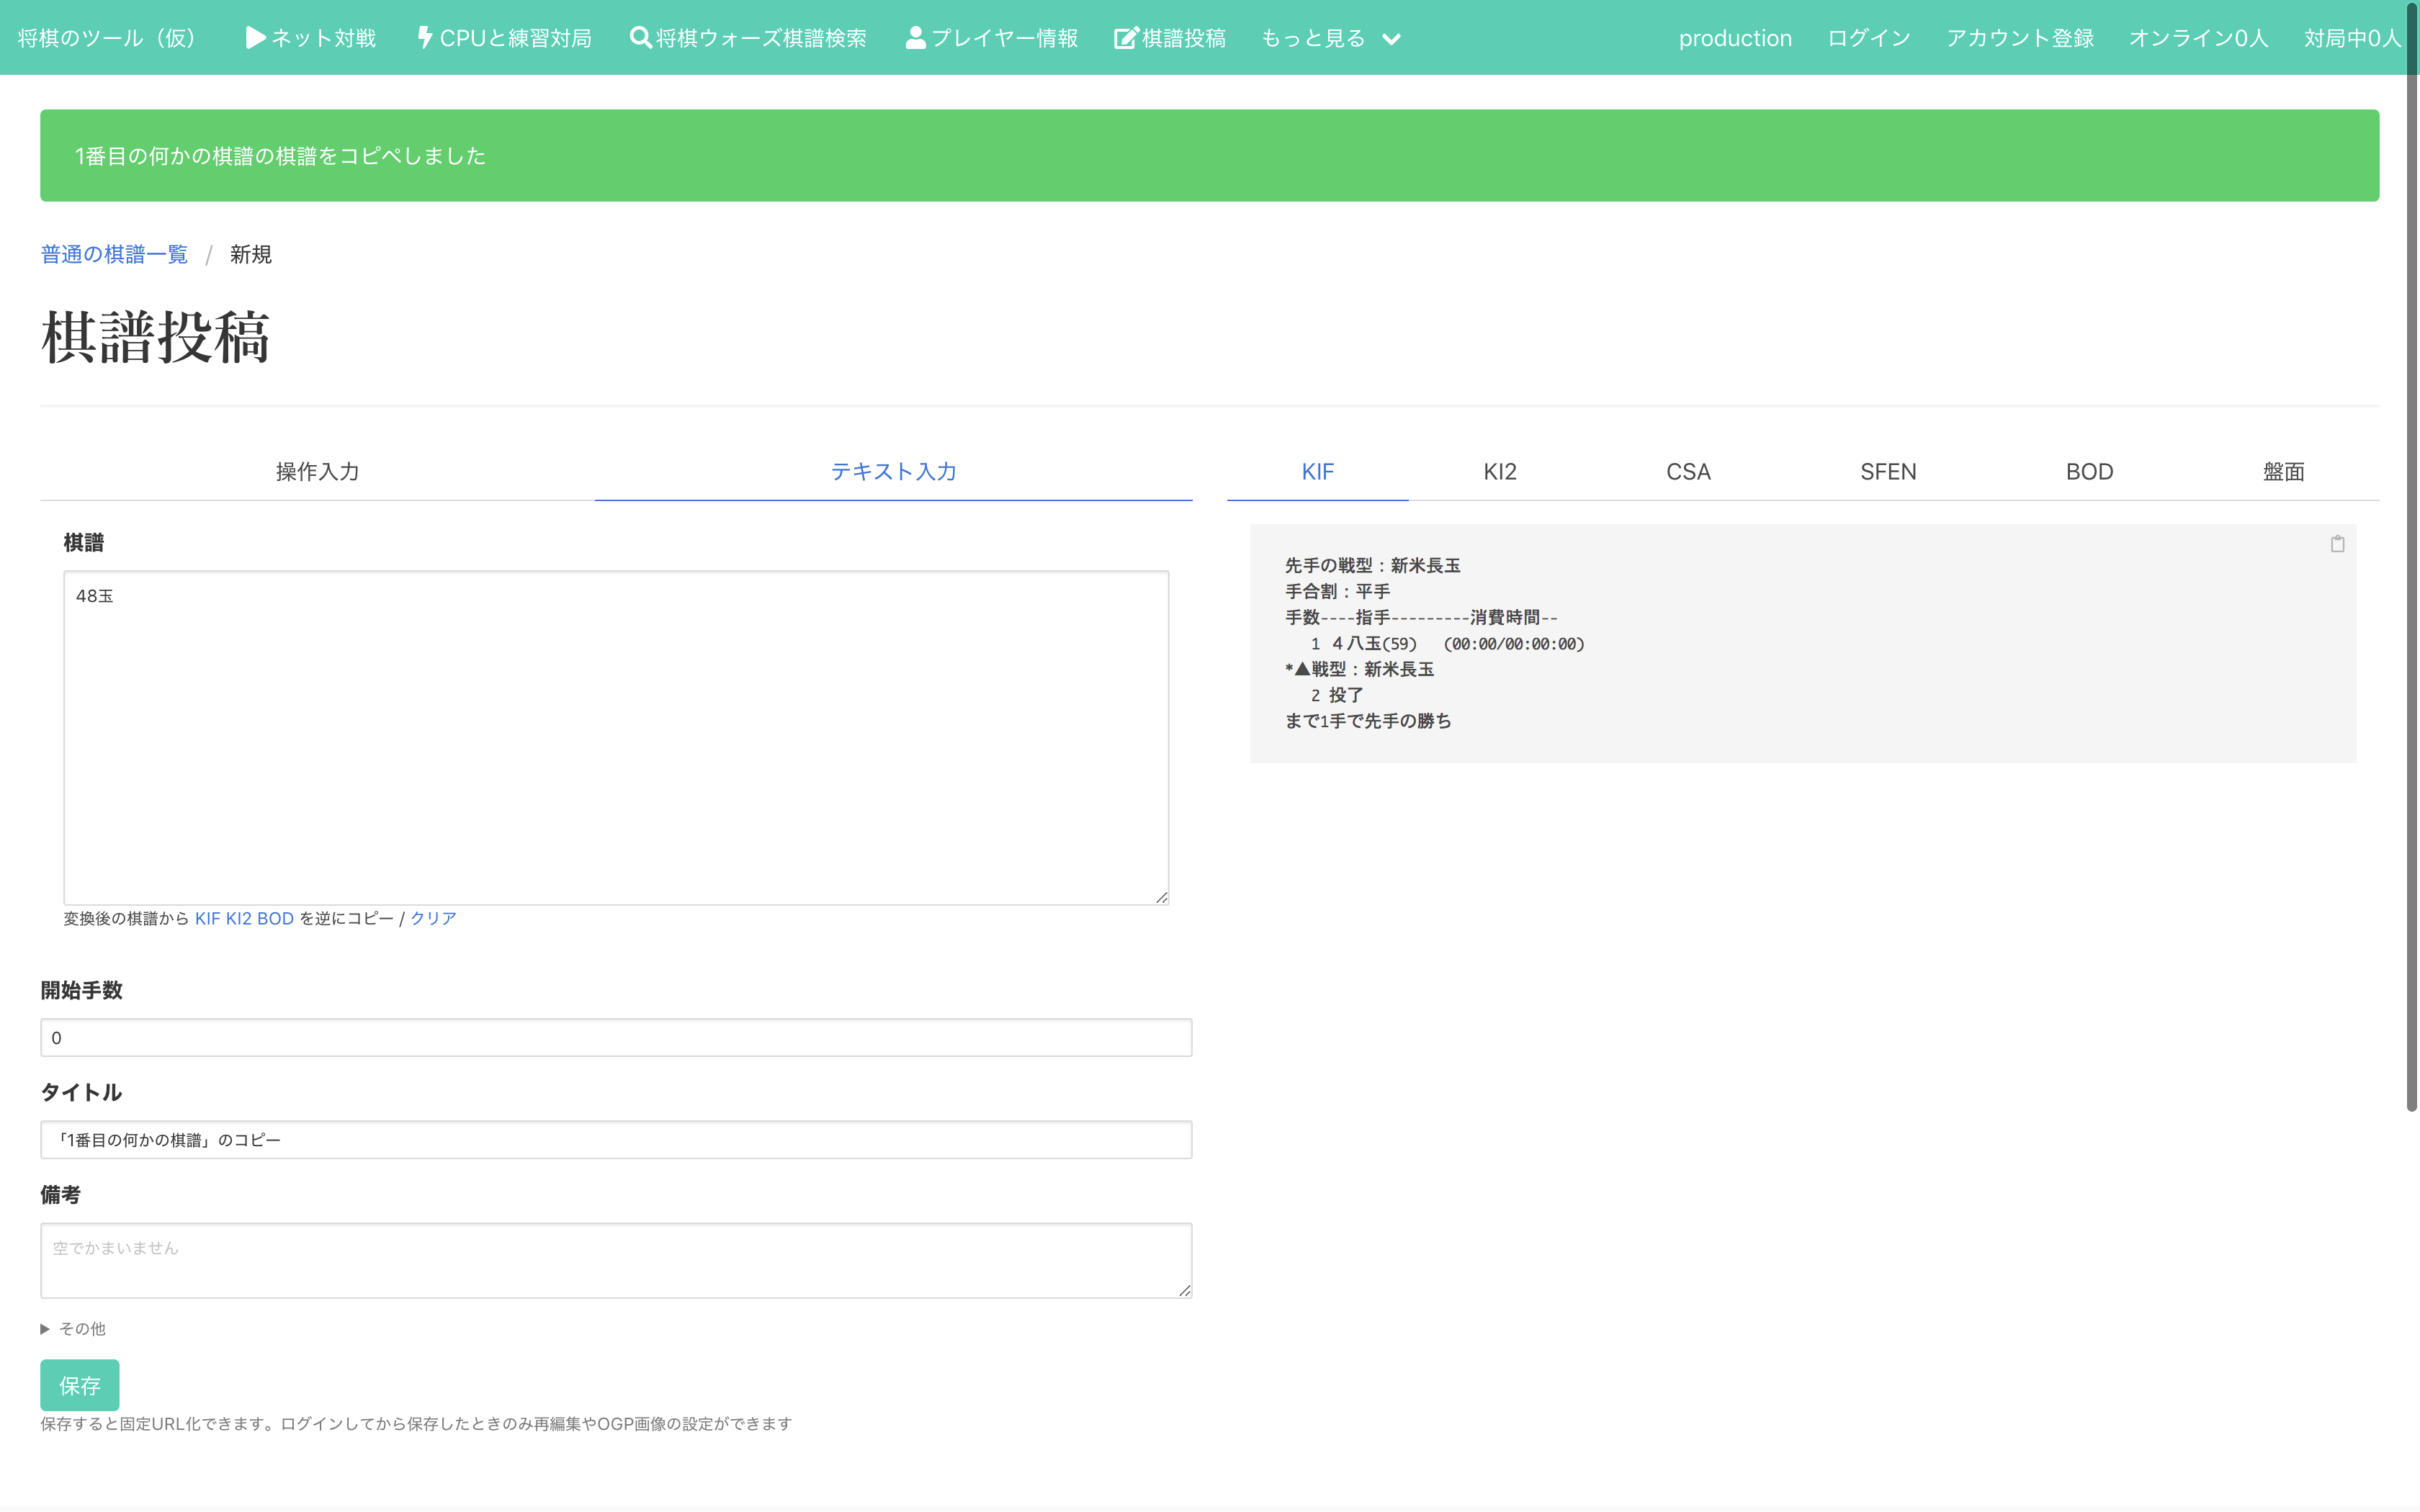 将棋のツール（仮） ネット対戦 CPUと練習対局 将棋ウォーズ棋譜検索 プレイヤー情報 棋譜投稿 もっと見る production ログイン アカウント登録 オンライン0人 対局中0人
1番目の何かの棋譜の棋譜をコピペしました
普通の棋譜一覧 / 新規
棋譜投稿
操作入力 テキスト入力
棋譜
48玉
変換後の棋譜から KIF KI2 BOD を逆にコピー / クリア
開始手数
0
タイトル
「1番目の何かの棋譜」のコピー
備考
空でかまいません
▶ その他
保存
保存すると固定URL化できます。ログインしてから保存したときのみ再編集やOGP画像の設定ができます
KIF KI2 CSA SFEN BOD 盤面
先手の戦型：新米長玉
手合割：平手
手数----指手---------消費時間--
1 ４八玉(59) (00:00/00:00:00)
*▲戦型：新米長玉
2 投了
まで1手で先手の勝ち